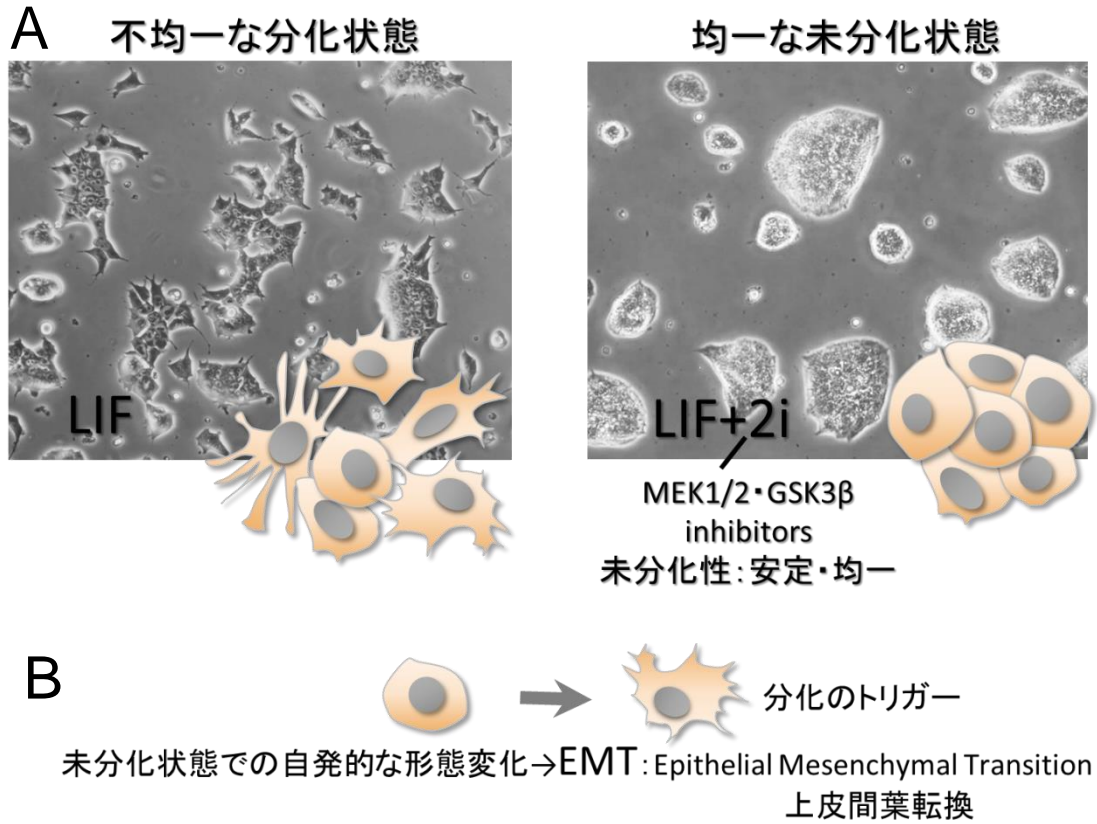 A
不均一な分化状態
均一な未分化状態
LIF
LIF+2i
MEK1/2・GSK3β
inhibitors
未分化性：安定・均一
B
分化のトリガー
未分化状態での自発的な形態変化→EMT：Epithelial Mesenchymal Transition
上皮間葉転換